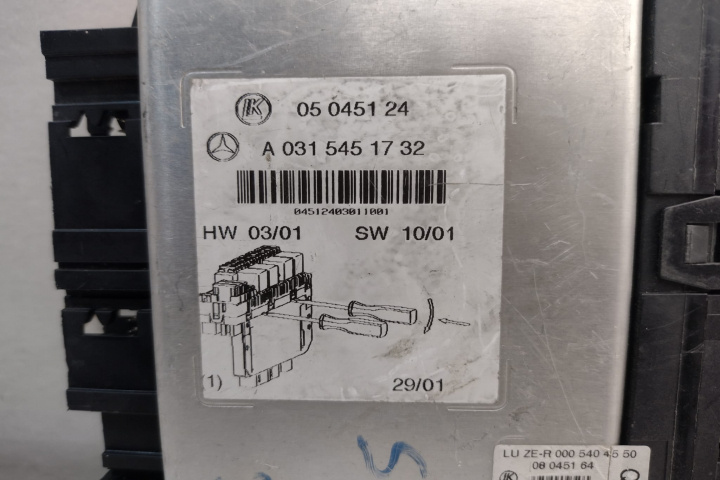 K 05 0451 24
A 031 545 17 32
04512403011001
HW 03/01 SW 10/01
1) 29/01
5
LU ZE-R 000 540 45 50
08 0451 64
K